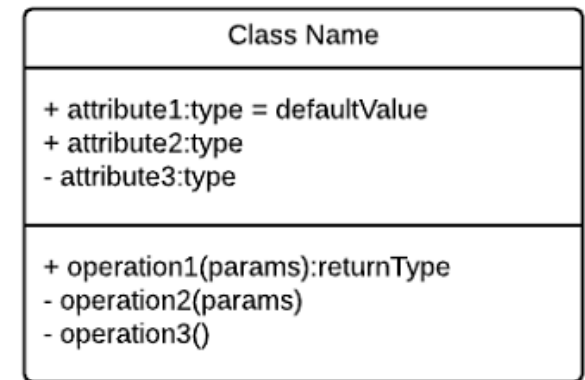 Class Name
+ attribute1:type = defaultValue
+ attribute2:type
- attribute3:type
+ operation1(params):returnType
- operation2(params)
- operation3()